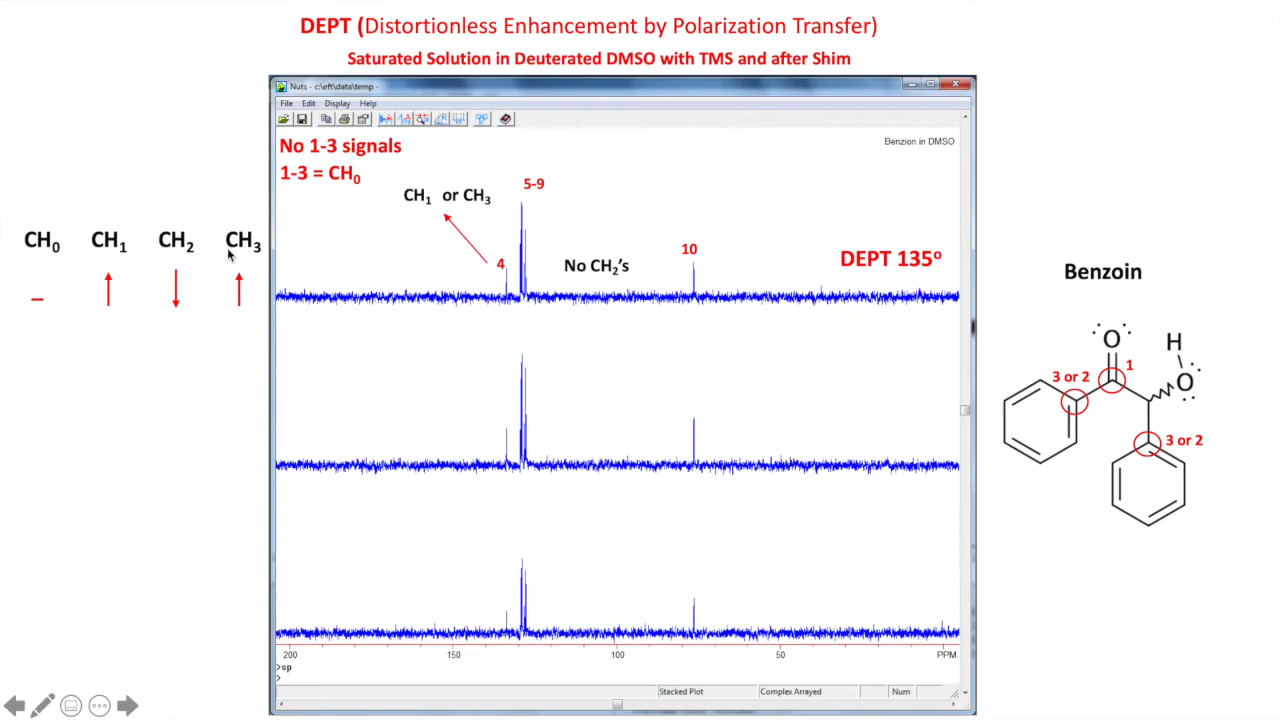 DEPT (Distortionless Enhancement by Polarization Transfer)
Saturated Solution in Deuterated DMSO with TMS and after Shim
Nuts - c:\eft\data\temp -
File Edit Display Help
No 1-3 signals
1-3 = CH₀
Benzion in DMSO
CH₁ or CH₃
5-9
CH₀ CH₁ CH₂ CH₃
4
No CH₂'s
10
DEPT 135º
Benzoin
O
H
1
3 or 2
O
3 or 2
200 150 100 50 PPM
>sp
>
Stacked Plot Complex Arrayed Num